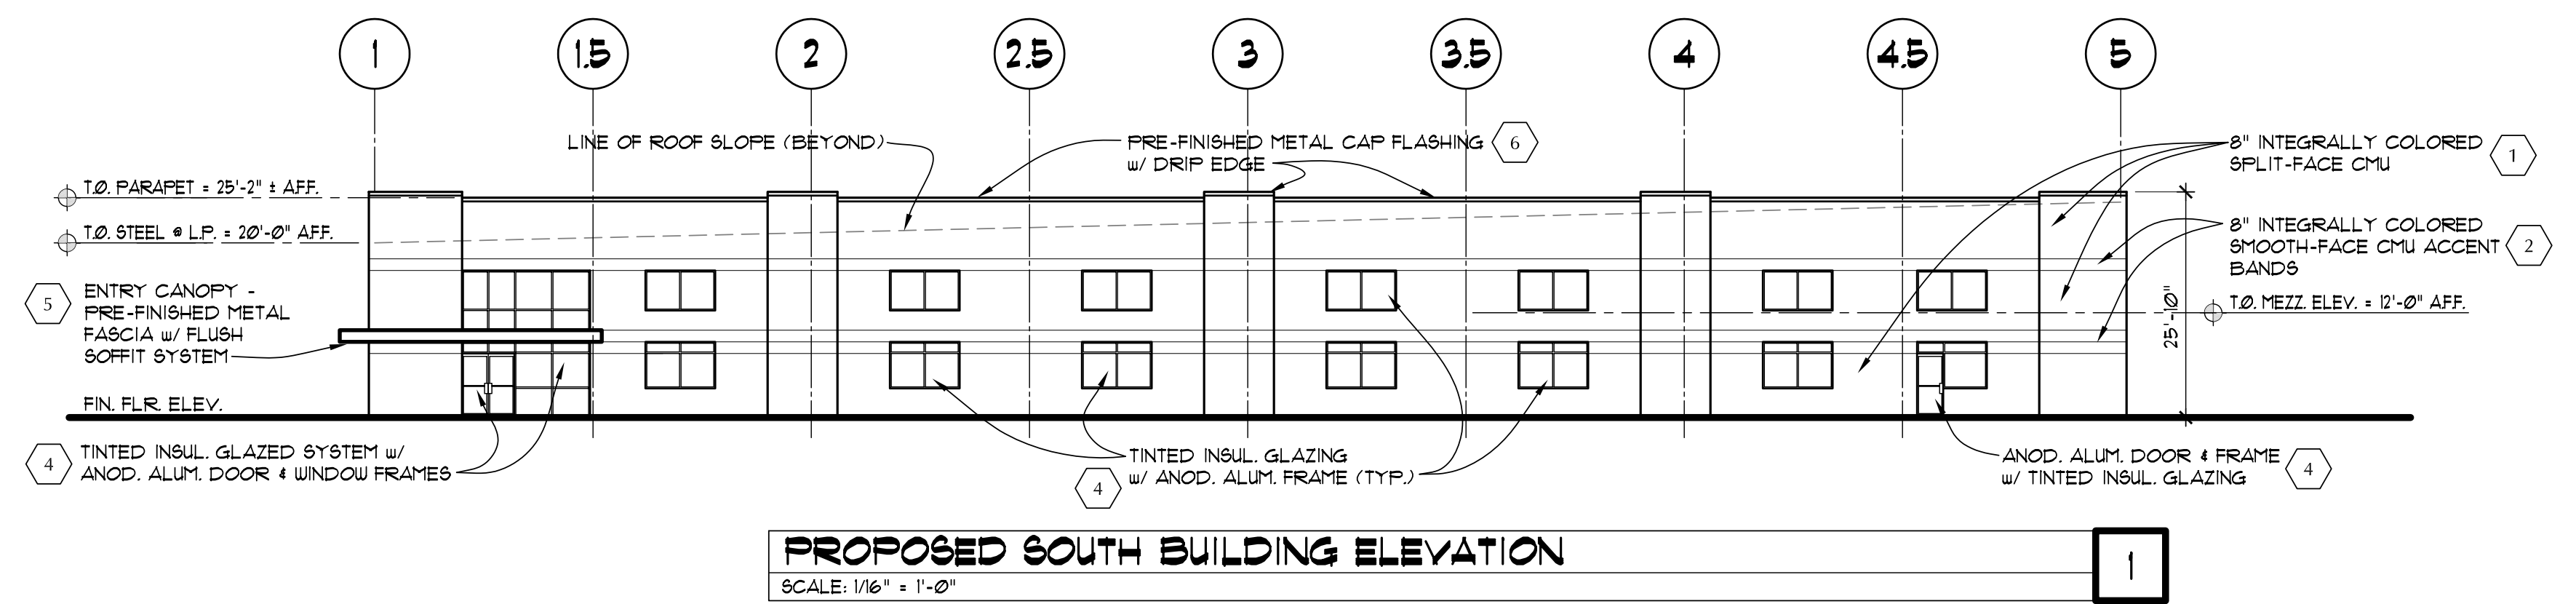 1
1.5
2
2.5
3
3.5
4
4.5
5
LINE OF ROOF SLOPE (BEYOND)
PRE-FINISHED METAL CAP FLASHING
w/ DRIP EDGE
6
8" INTEGRALLY COLORED
SPLIT-FACE CMU
1
T.O. PARAPET = 25'-2" ± A.F.F.
T.O. STEEL @ L.P. = 20'-0" A.F.F.
8" INTEGRALLY COLORED
SMOOTH-FACE CMU ACCENT
BANDS
2
5
ENTRY CANOPY -
PRE-FINISHED METAL
FASCIA w/ FLUSH
SOFFIT SYSTEM
T.O. MEZZ. ELEV. = 12'-0" A.F.F.
25'-10"
FIN. FLR. ELEV.
4
TINTED INSUL. GLAZED SYSTEM w/
ANOD. ALUM. DOOR & WINDOW FRAMES
4
TINTED INSUL. GLAZING
w/ ANOD. ALUM. FRAME (TYP.)
ANOD. ALUM. DOOR & FRAME
w/ TINTED INSUL. GLAZING
4
PROPOSED SOUTH BUILDING ELEVATION
SCALE: 1/16" = 1'-0"
1